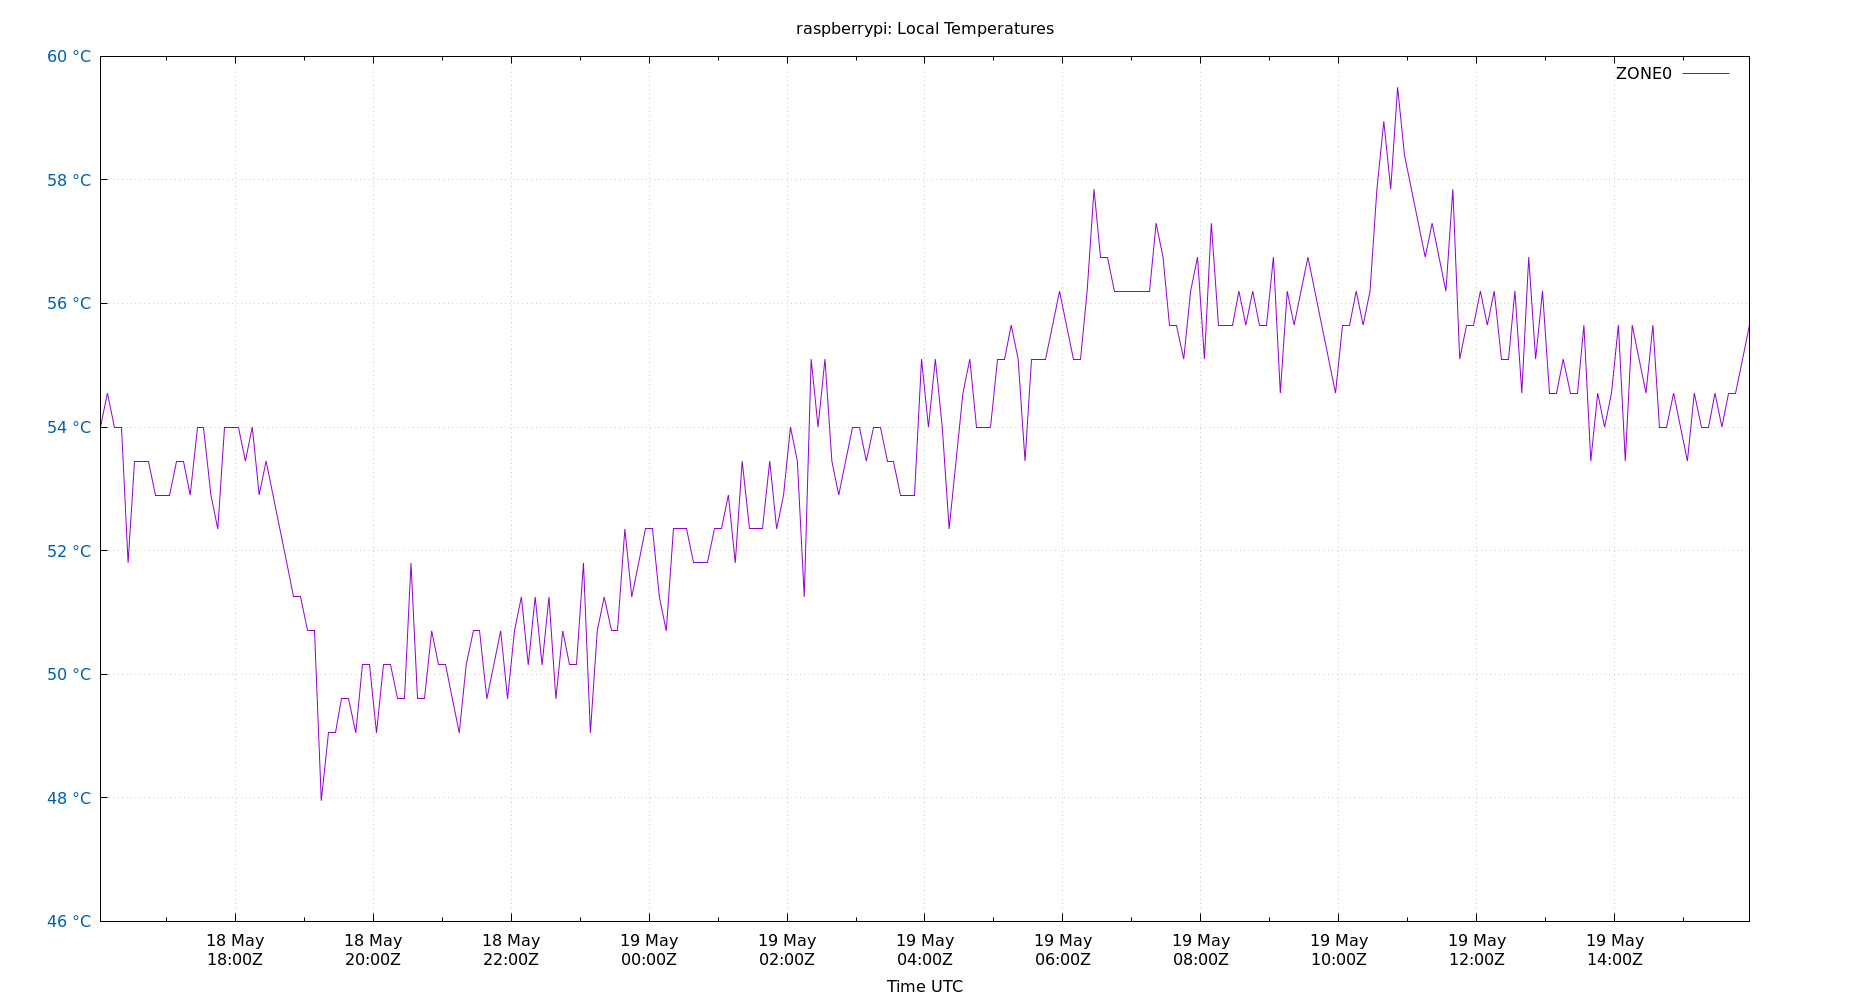 raspberrypi: Local Temperatures
60 °C
ZONE0
58 °C
56 °C
54 °C
52 °C
50 °C
48 °C
46 °C
18 May 18 May 18 May 19 May 19 May 19 May 19 May 19 May 19 May 19 May 19 May
18:00Z 20:00Z 22:00Z 00:00Z 02:00Z 04:00Z 06:00Z 08:00Z 10:00Z 12:00Z 14:00Z
Time UTC